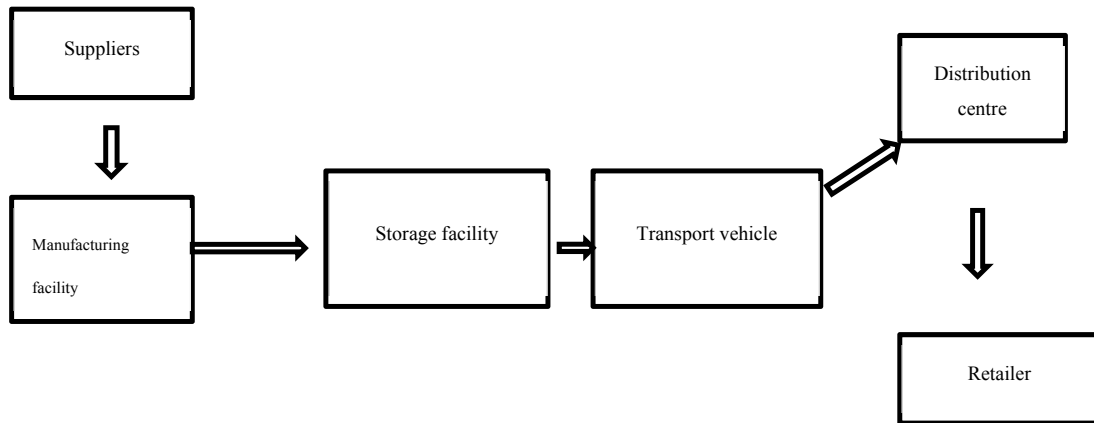 Suppliers
Manufacturing
facility
Storage facility
Transport vehicle
Distribution
centre
Retailer